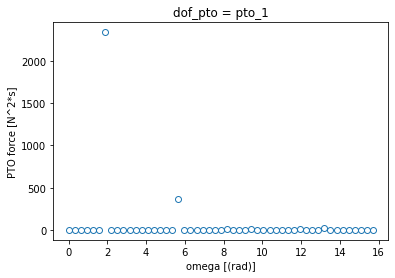 dof_pto = pto_1
PTO force [N^2*s]
2000
1500
1000
500
0
0 2 4 6 8 10 12 14 16
omega [(rad)]